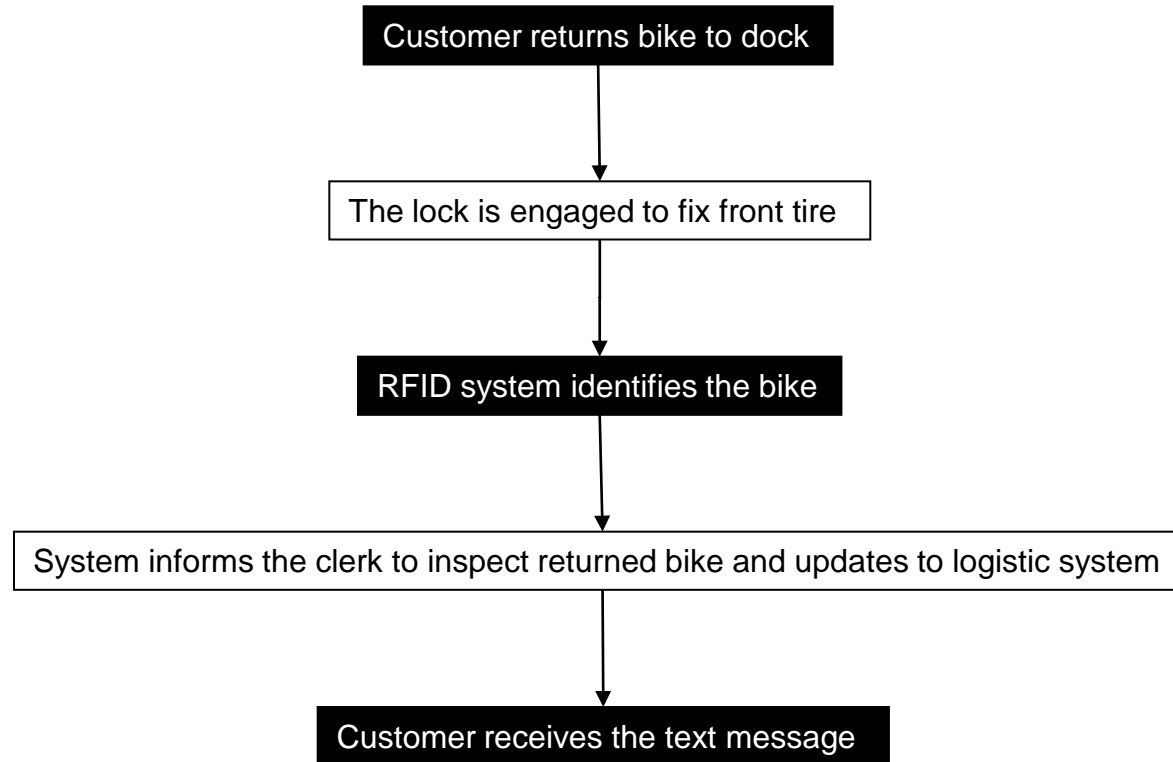 Customer returns bike to dock
The lock is engaged to fix front tire
RFID system identifies the bike
System informs the clerk to inspect returned bike and updates to logistic system
Customer receives the text message